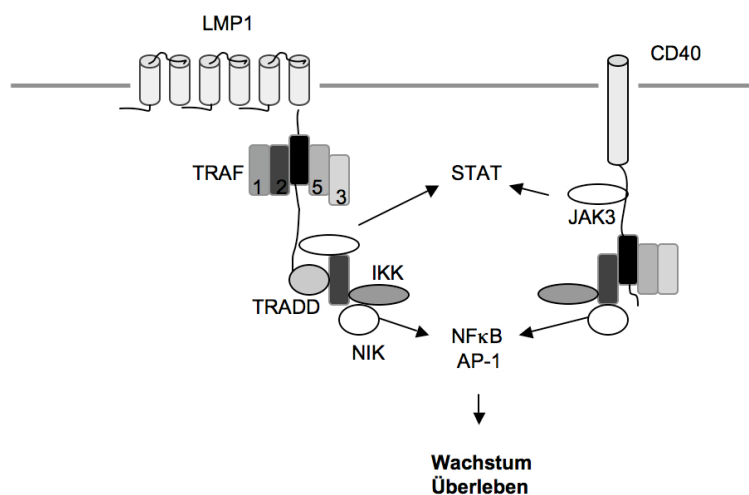 LMP1
CD40
TRAF
1
2
5
3
STAT
JAK3
IKK
TRADD
NIK
NFκB
AP-1
Wachstum
Überleben